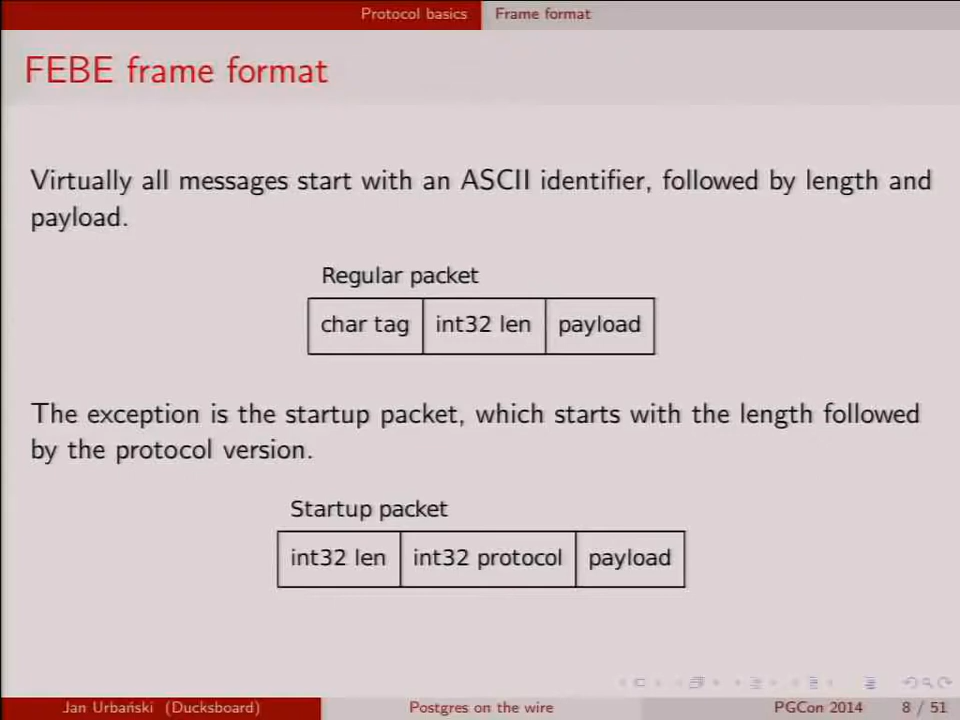 Protocol basics Frame format
FEBE frame format
Virtually all messages start with an ASCII identifier, followed by length and
payload.
Regular packet
char tag int32 len payload
The exception is the startup packet, which starts with the length followed
by the protocol version.
Startup packet
int32 len int32 protocol payload
Jan Urbański (Ducksboard) Postgres on the wire PGCon 2014 8 / 51